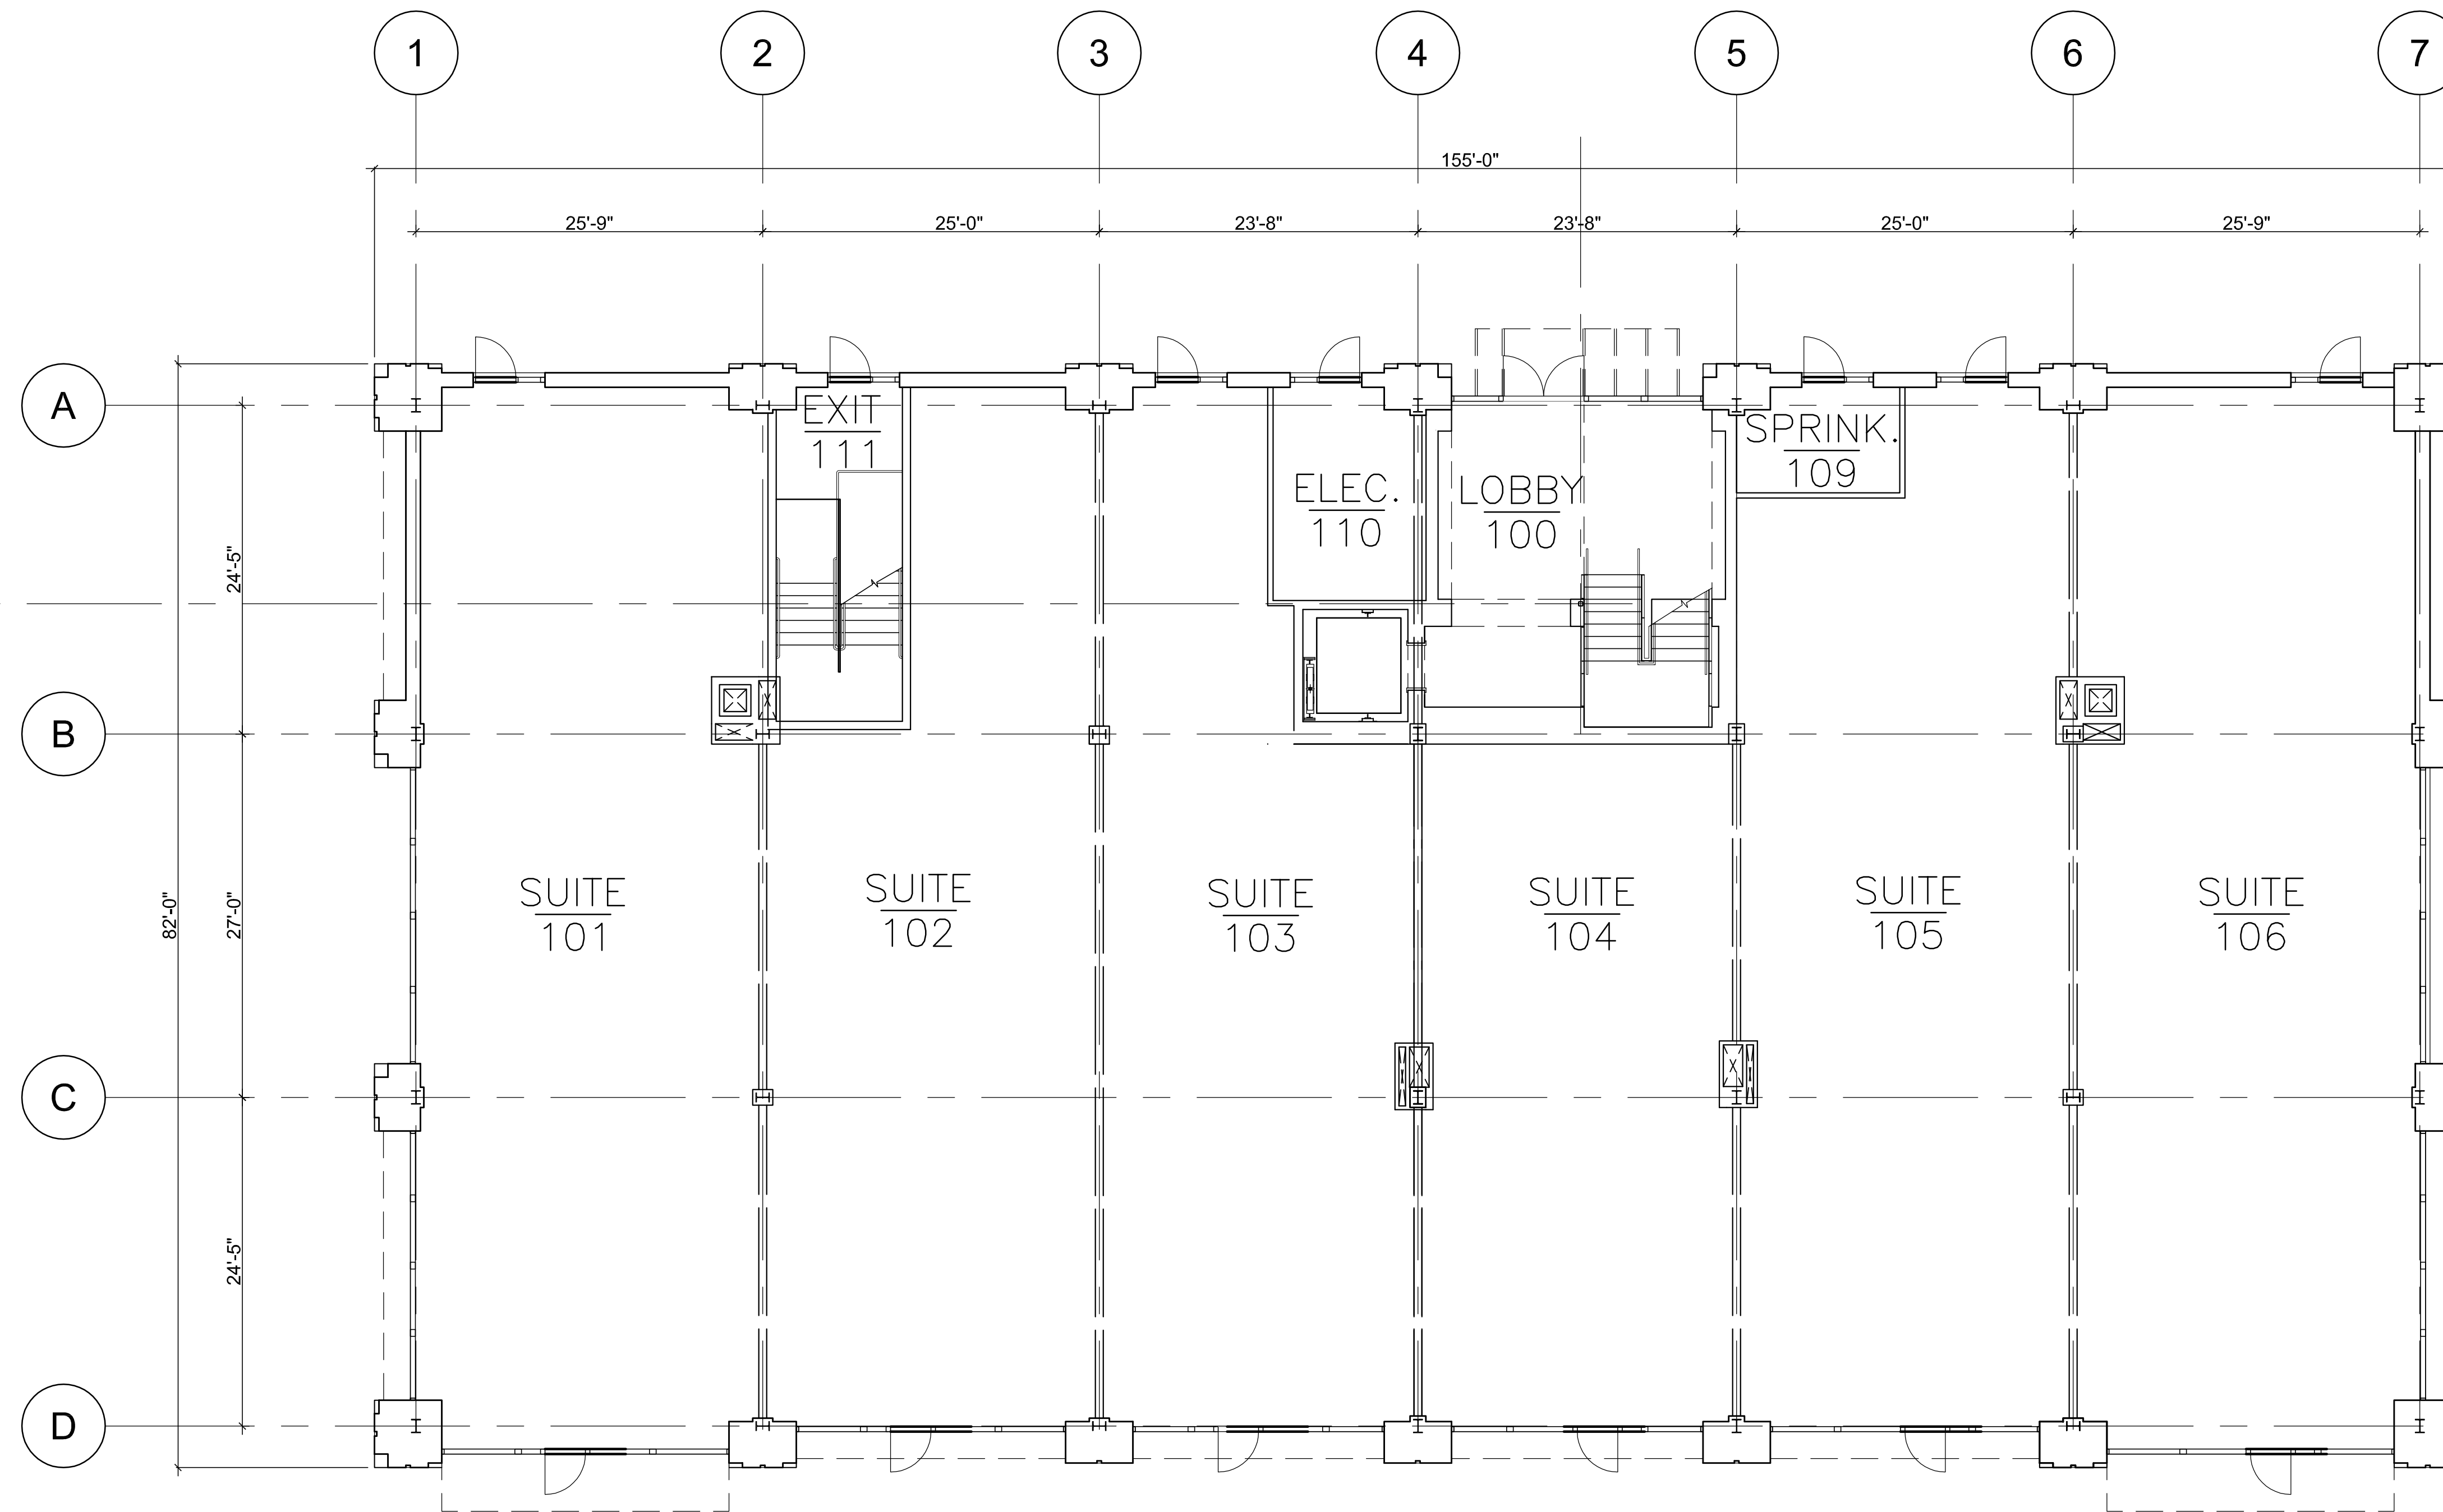 1 2 3 4 5 6 7
155'-0"
25'-9" 25'-0" 23'-8" 23'-8" 25'-0" 25'-9"
A
EXIT
111
SPRINK.
109
ELEC.
110
LOBBY
100
24'-5"
B
SUITE
101
SUITE
102
SUITE
103
SUITE
104
SUITE
105
SUITE
106
82'-0"
27'-0"
C
24'-5"
D